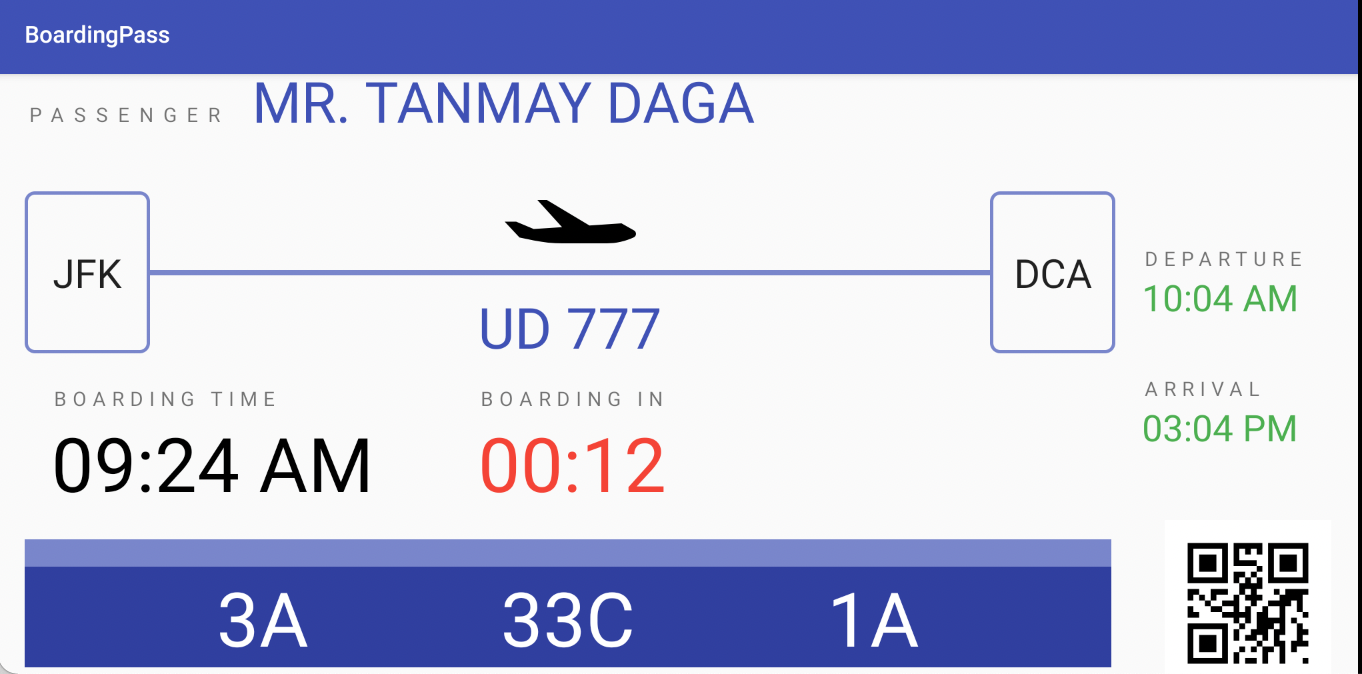 BoardingPass
PASSENGER MR. TANMAY DAGA
JFK
DCA
UD 777
DEPARTURE
10:04 AM
ARRIVAL
03:04 PM
BOARDING TIME
09:24 AM
BOARDING IN
00:12
3A 33C 1A